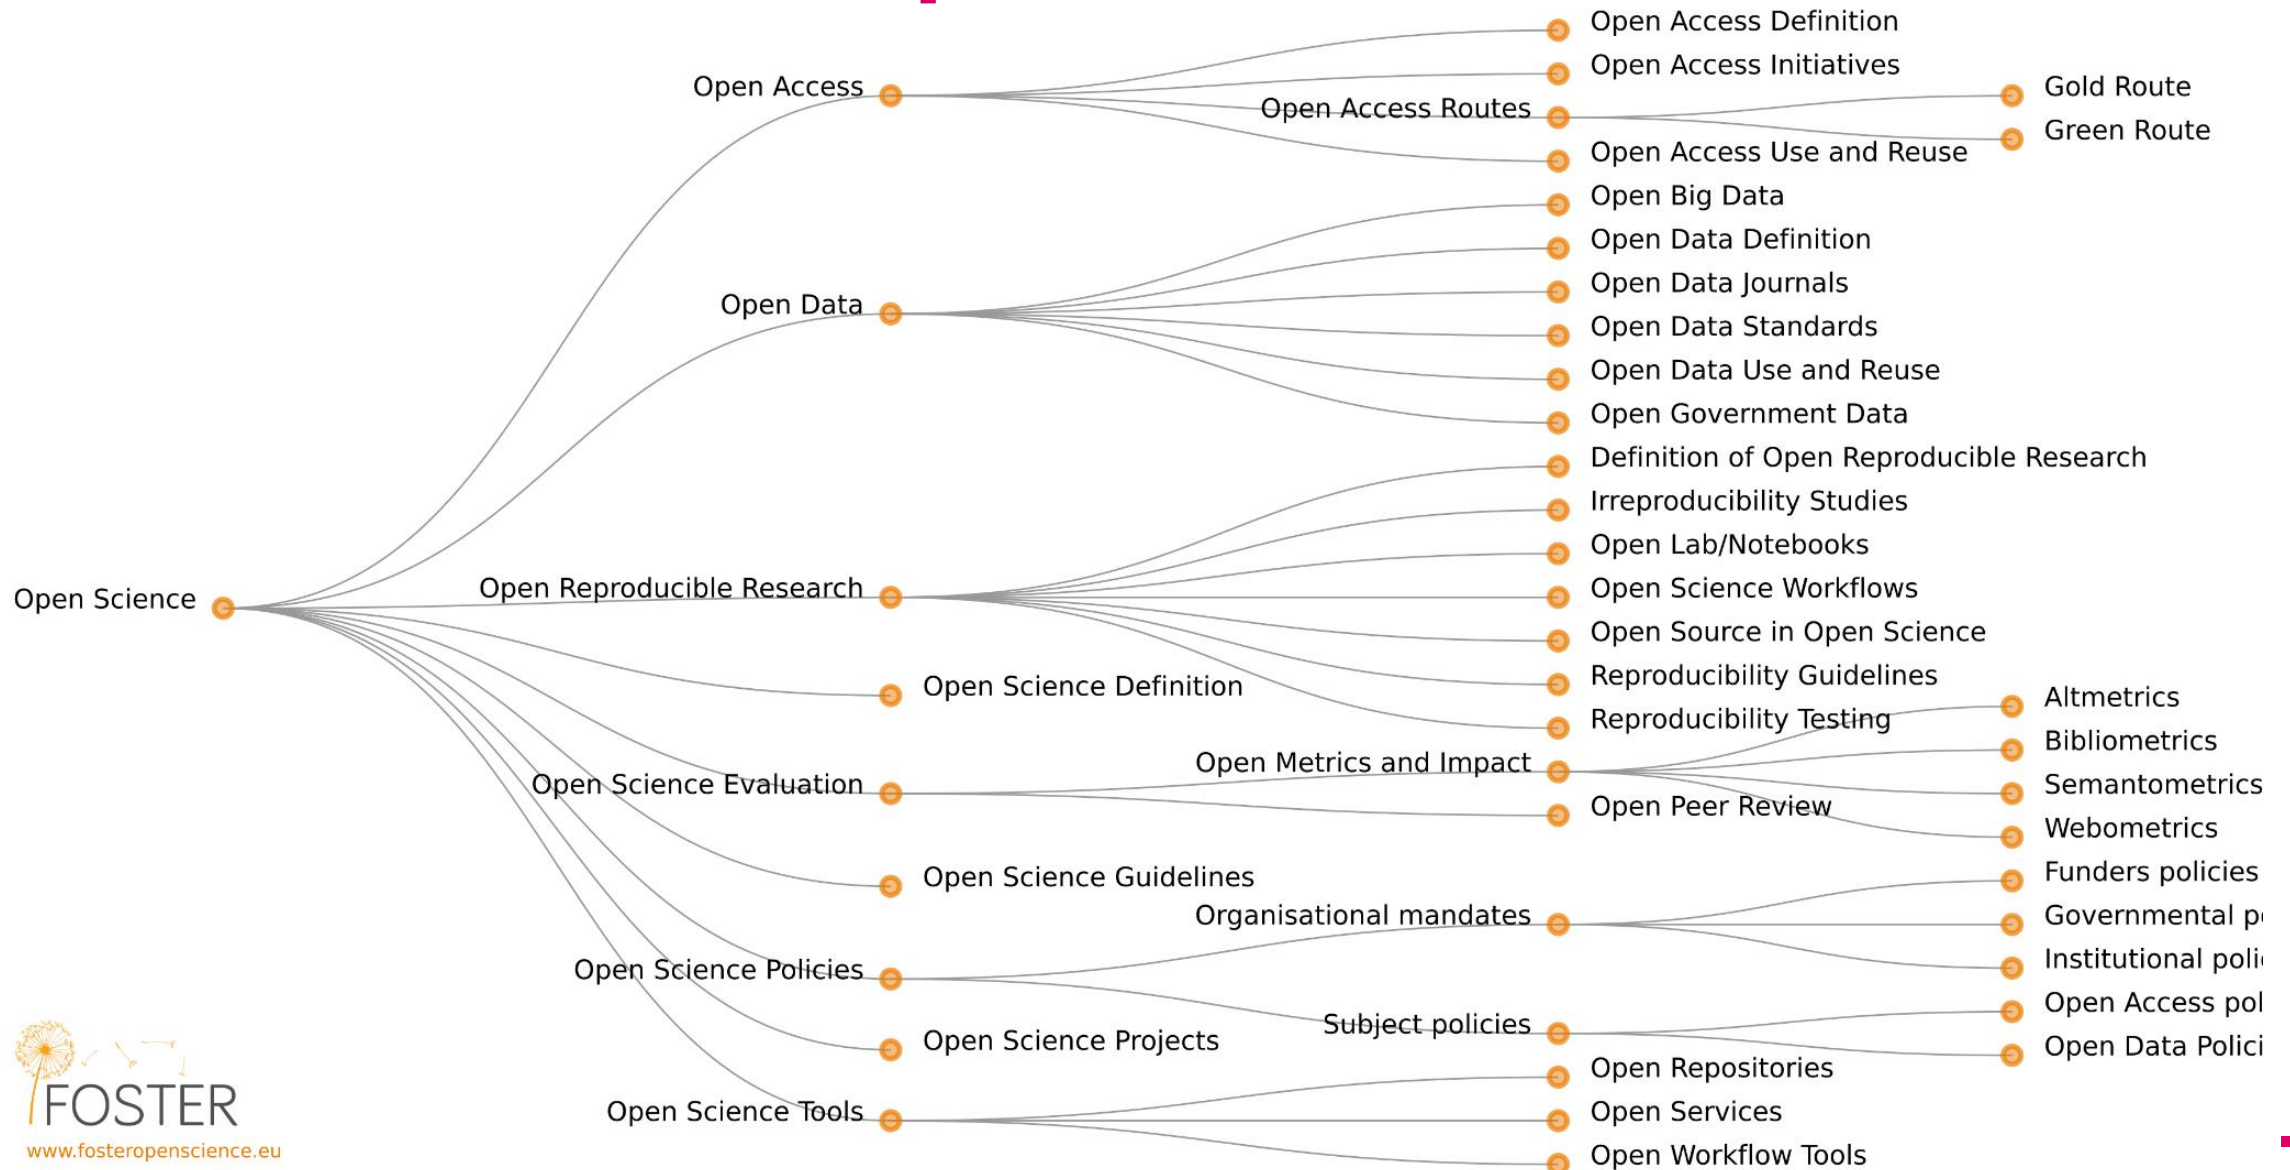 Open Science
Open Access
Open Access Definition
Open Access Initiatives
Open Access Routes
Gold Route
Green Route
Open Access Use and Reuse
Open Data
Open Big Data
Open Data Definition
Open Data Journals
Open Data Standards
Open Data Use and Reuse
Open Government Data
Open Reproducible Research
Definition of Open Reproducible Research
Irreproducibility Studies
Open Lab/Notebooks
Open Science Workflows
Open Source in Open Science
Reproducibility Guidelines
Reproducibility Testing
Open Science Definition
Open Science Evaluation
Open Metrics and Impact
Altmetrics
Bibliometrics
Semantometrics
Webometrics
Open Peer Review
Open Science Guidelines
Open Science Policies
Organisational mandates
Funders policies
Governmental
Institutional
Subject policies
Open Access
Open Data
Open Science Projects
Open Science Tools
Open Repositories
Open Services
Open Workflow Tools
FOSTER
www.fosteropenscience.eu